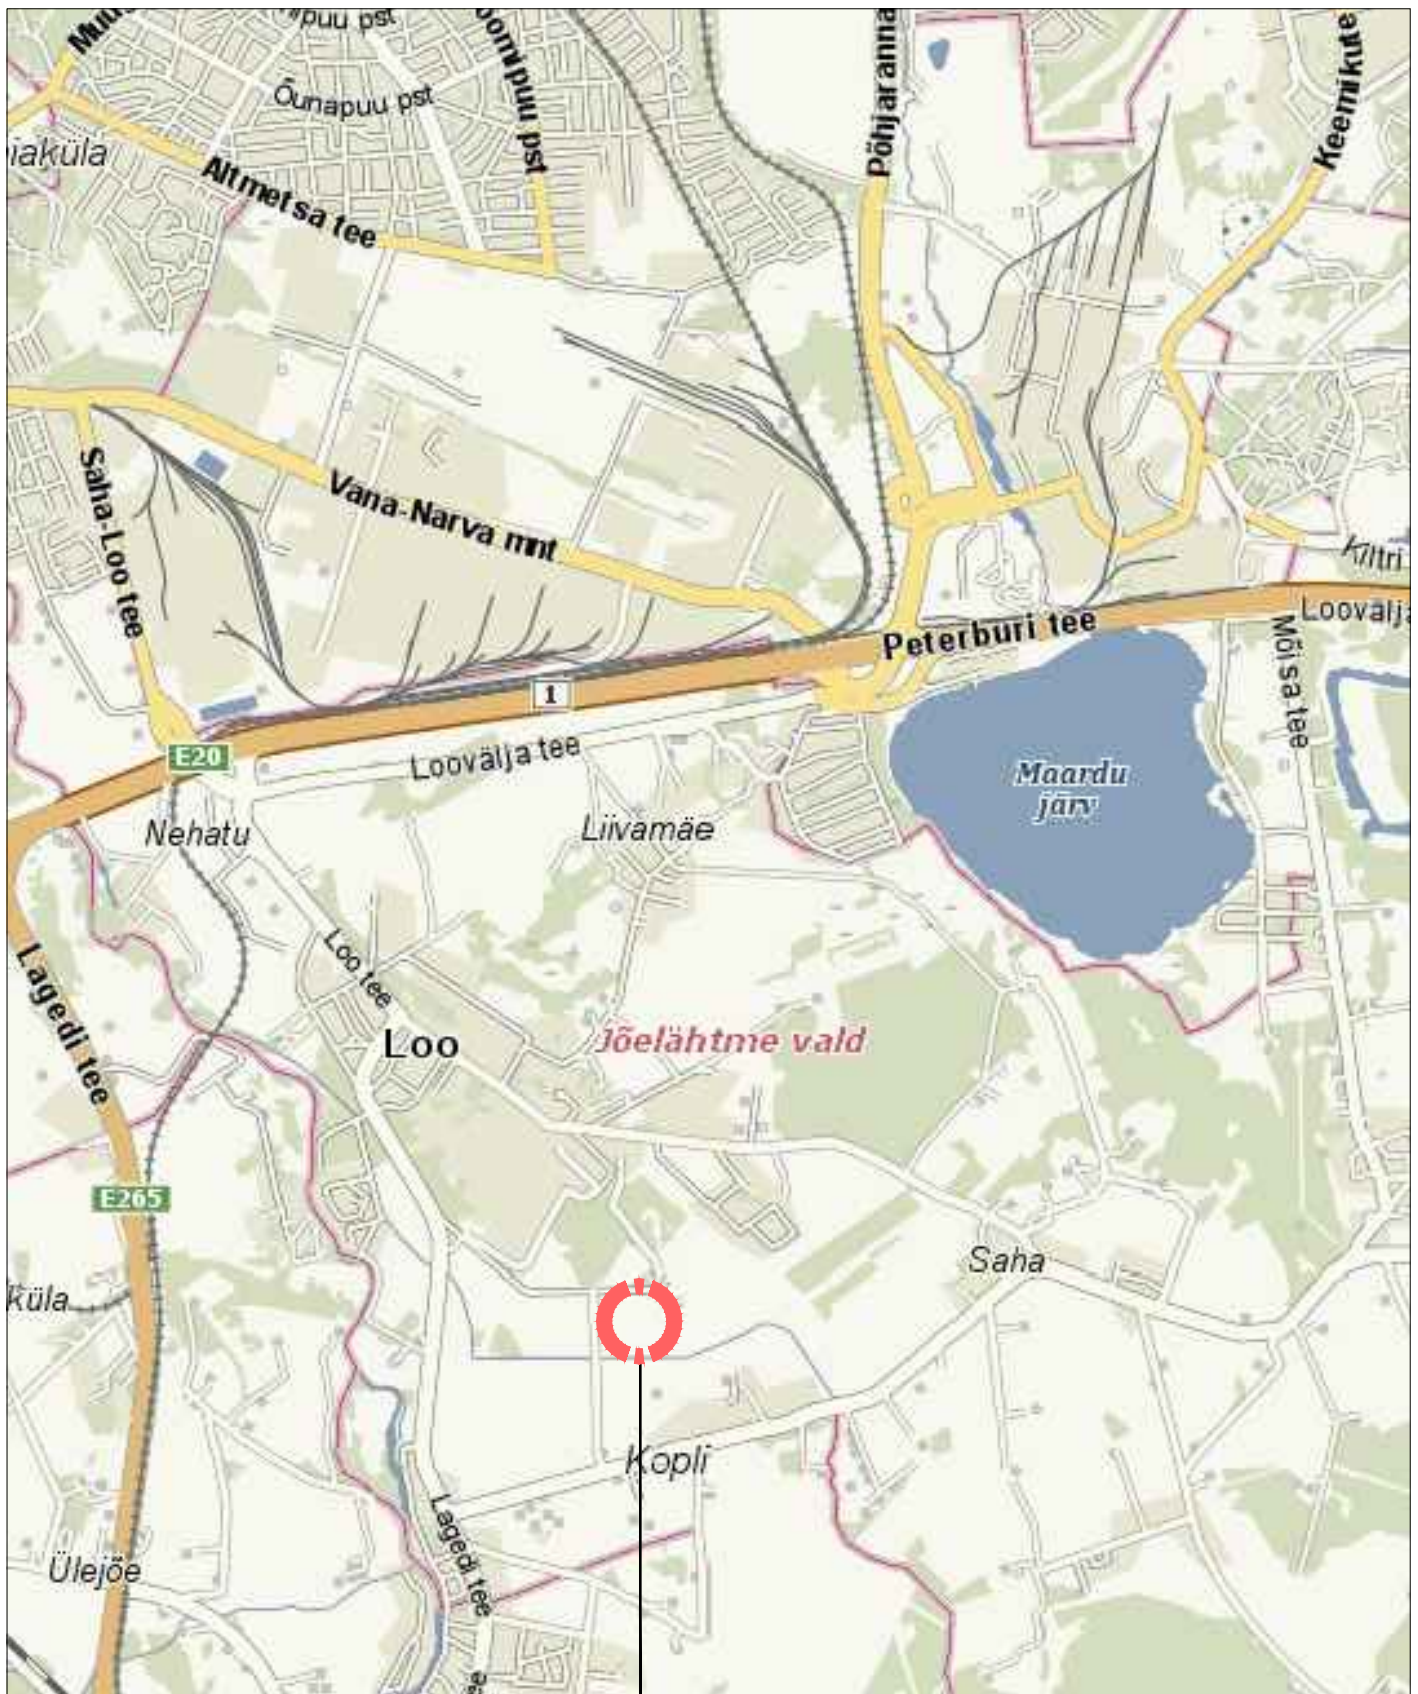 puu pst
Õunapuu pst
Põhjaranna
Keemikute
Altmetsa tee
Saha-Loo tee
Vana-Narva mnt
Peterburi tee
Loovälja
Mõisa tee
1
E20
Loovälja tee
Maardu
järv
Nehatu
Liivamäe
Lagedi tee
Loo tee
Loo
Jõelähtme vald
E265
Saha
küla
Kopli
Lagedi tee
Ülejõe